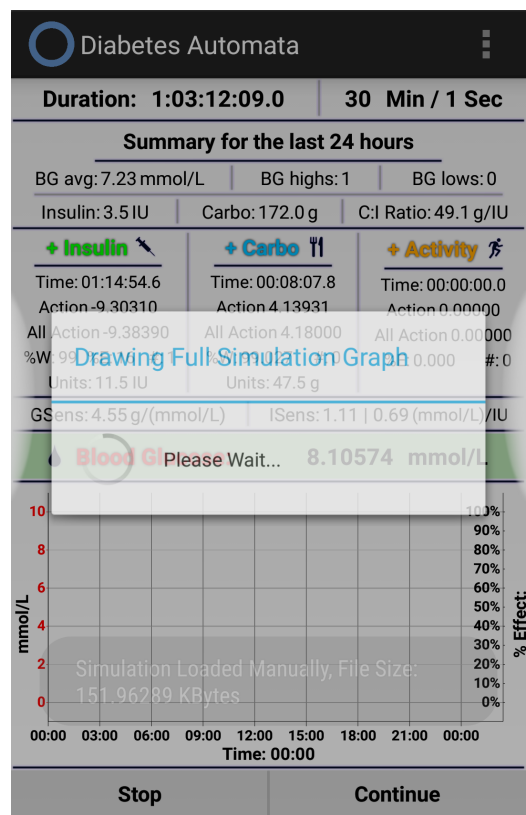 Diabetes Automata
Duration: 1:03:12:09.0 30 Min / 1 Sec
Summary for the last 24 hours
BG avg: 7.23 mmol/L BG highs: 1 BG lows: 0
Insulin: 3.5 IU Carbo: 172.0 g C:I Ratio: 49.1 g/IU
+ Insulin + Carbo + Activity
Time: 01:14:54.6 Time: 00:08:07.8 Time: 00:00:00.0
Action -9.30310 Action 4.13931 Action 0.00000
All Action -9.38390 All Action 4.18000 All Action 0.00000
#: 0
Drawing Full Simulation Graph
Units: 11.5 IU Units: 47.5 g
GSens: 4.55 g/(mmol/L) ISens: 1.11 | 0.69 (mmol/L)/IU
Blood 8.10574 mmol/L
Please Wait...
10 100%
90%
8 80%
70%
6 60%
50%
4 40%
30%
2 20%
10%
0 0%
mmol/L
% Effect:
Simulation Loaded Manually, File Size:
151.96289 KBytes
00:00 03:00 06:00 09:00 12:00 15:00 18:00 21:00 00:00
Time: 00:00
Stop Continue